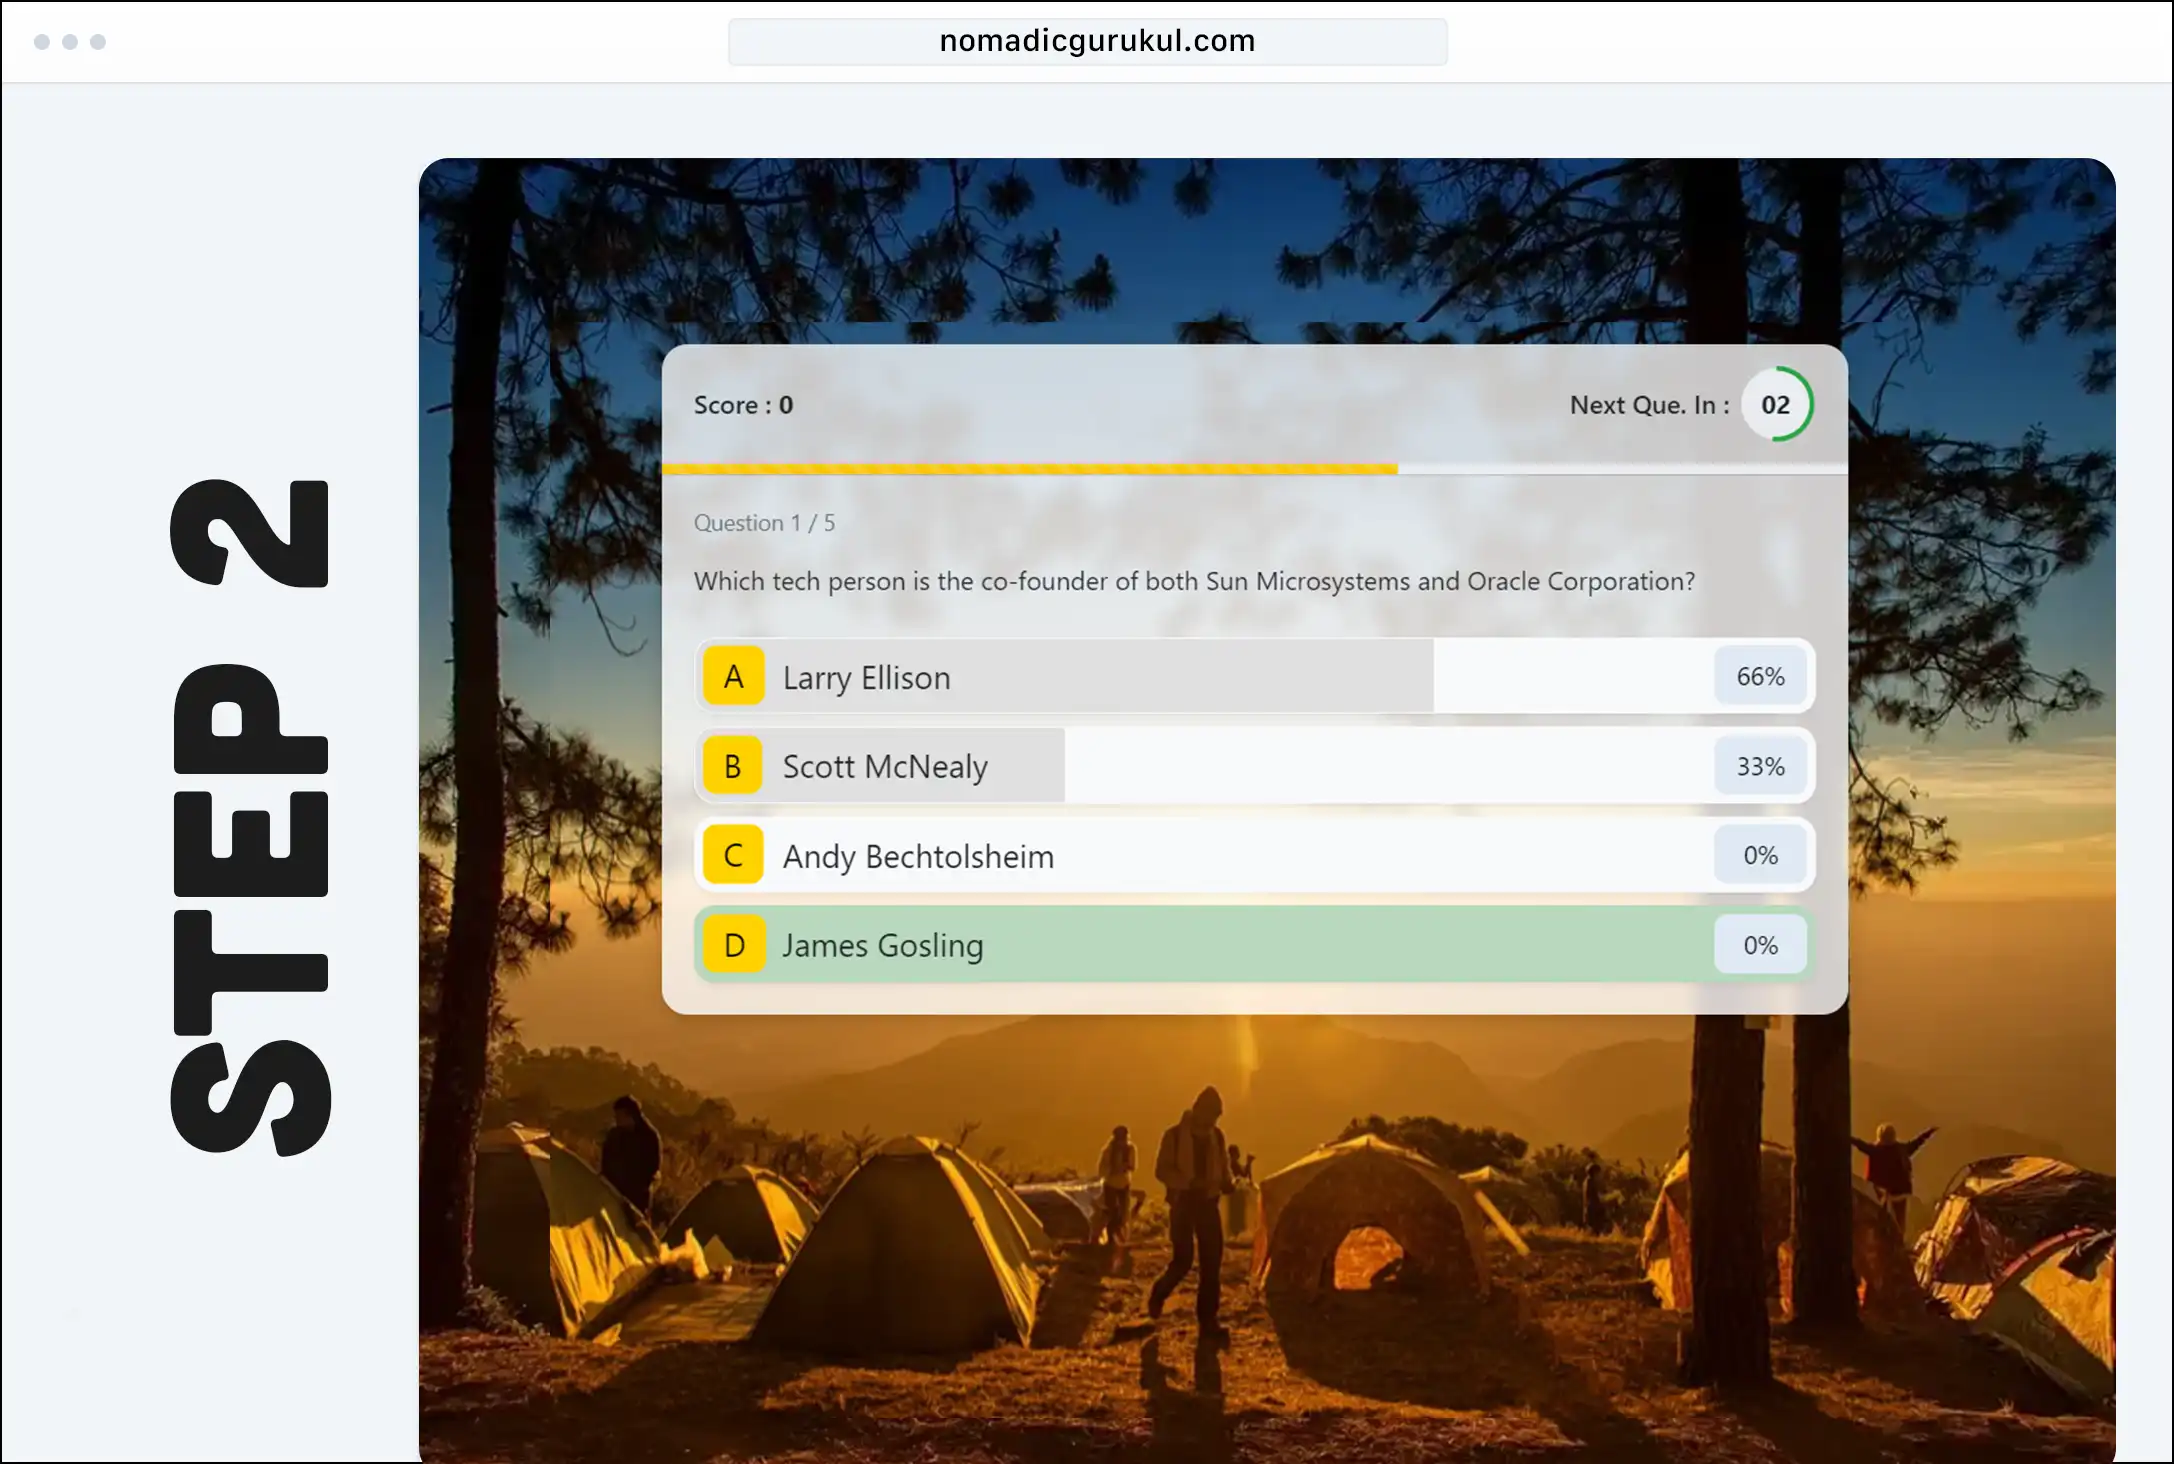 nomadicgurukul.com
STEP 2
Score : 0
Next Que. In : 02
Question 1 / 5
Which tech person is the co-founder of both Sun Microsystems and Oracle Corporation?
A Larry Ellison 66%
B Scott McNealy 33%
C Andy Bechtolsheim 0%
D James Gosling 0%